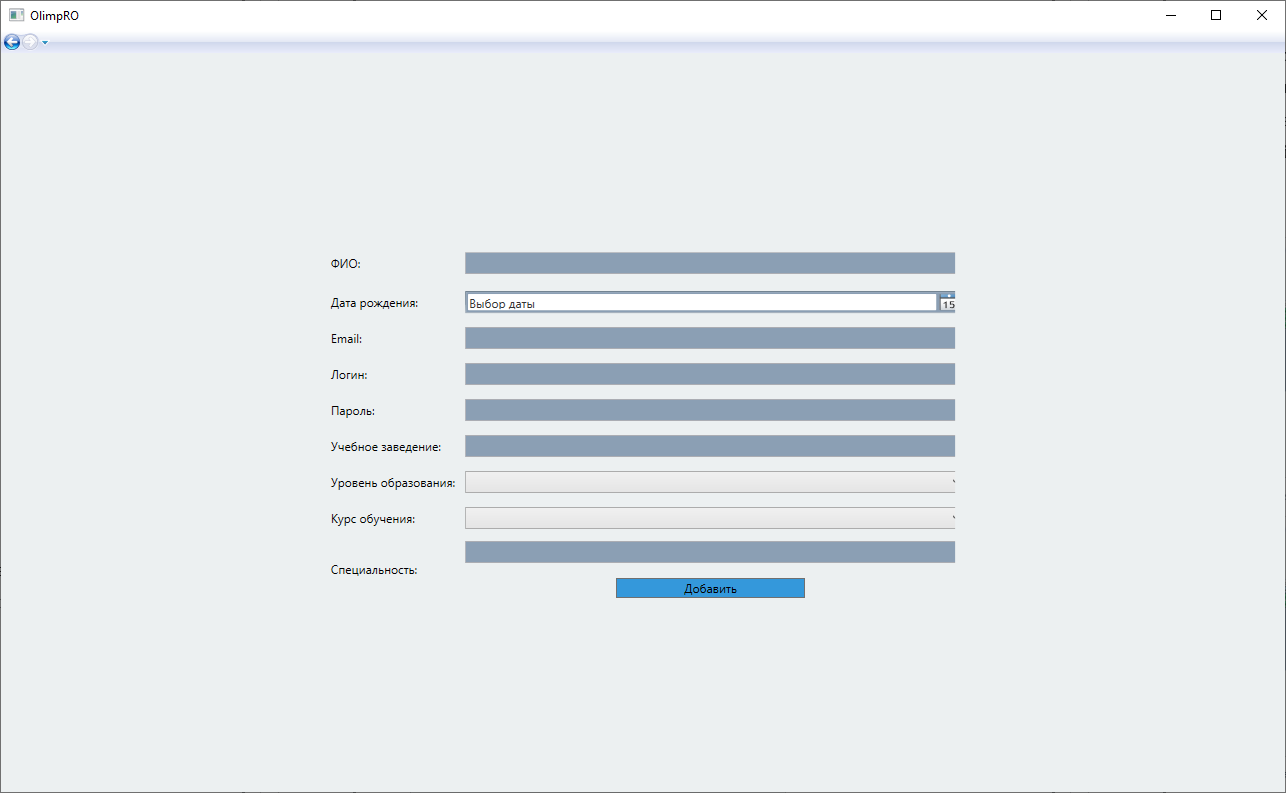 OlimpRO
ФИО:
Дата рождения:
Выбор даты
15
Email:
Логин:
Пароль:
Учебное заведение:
Уровень образования:
Курс обучения:
Специальность:
Добавить